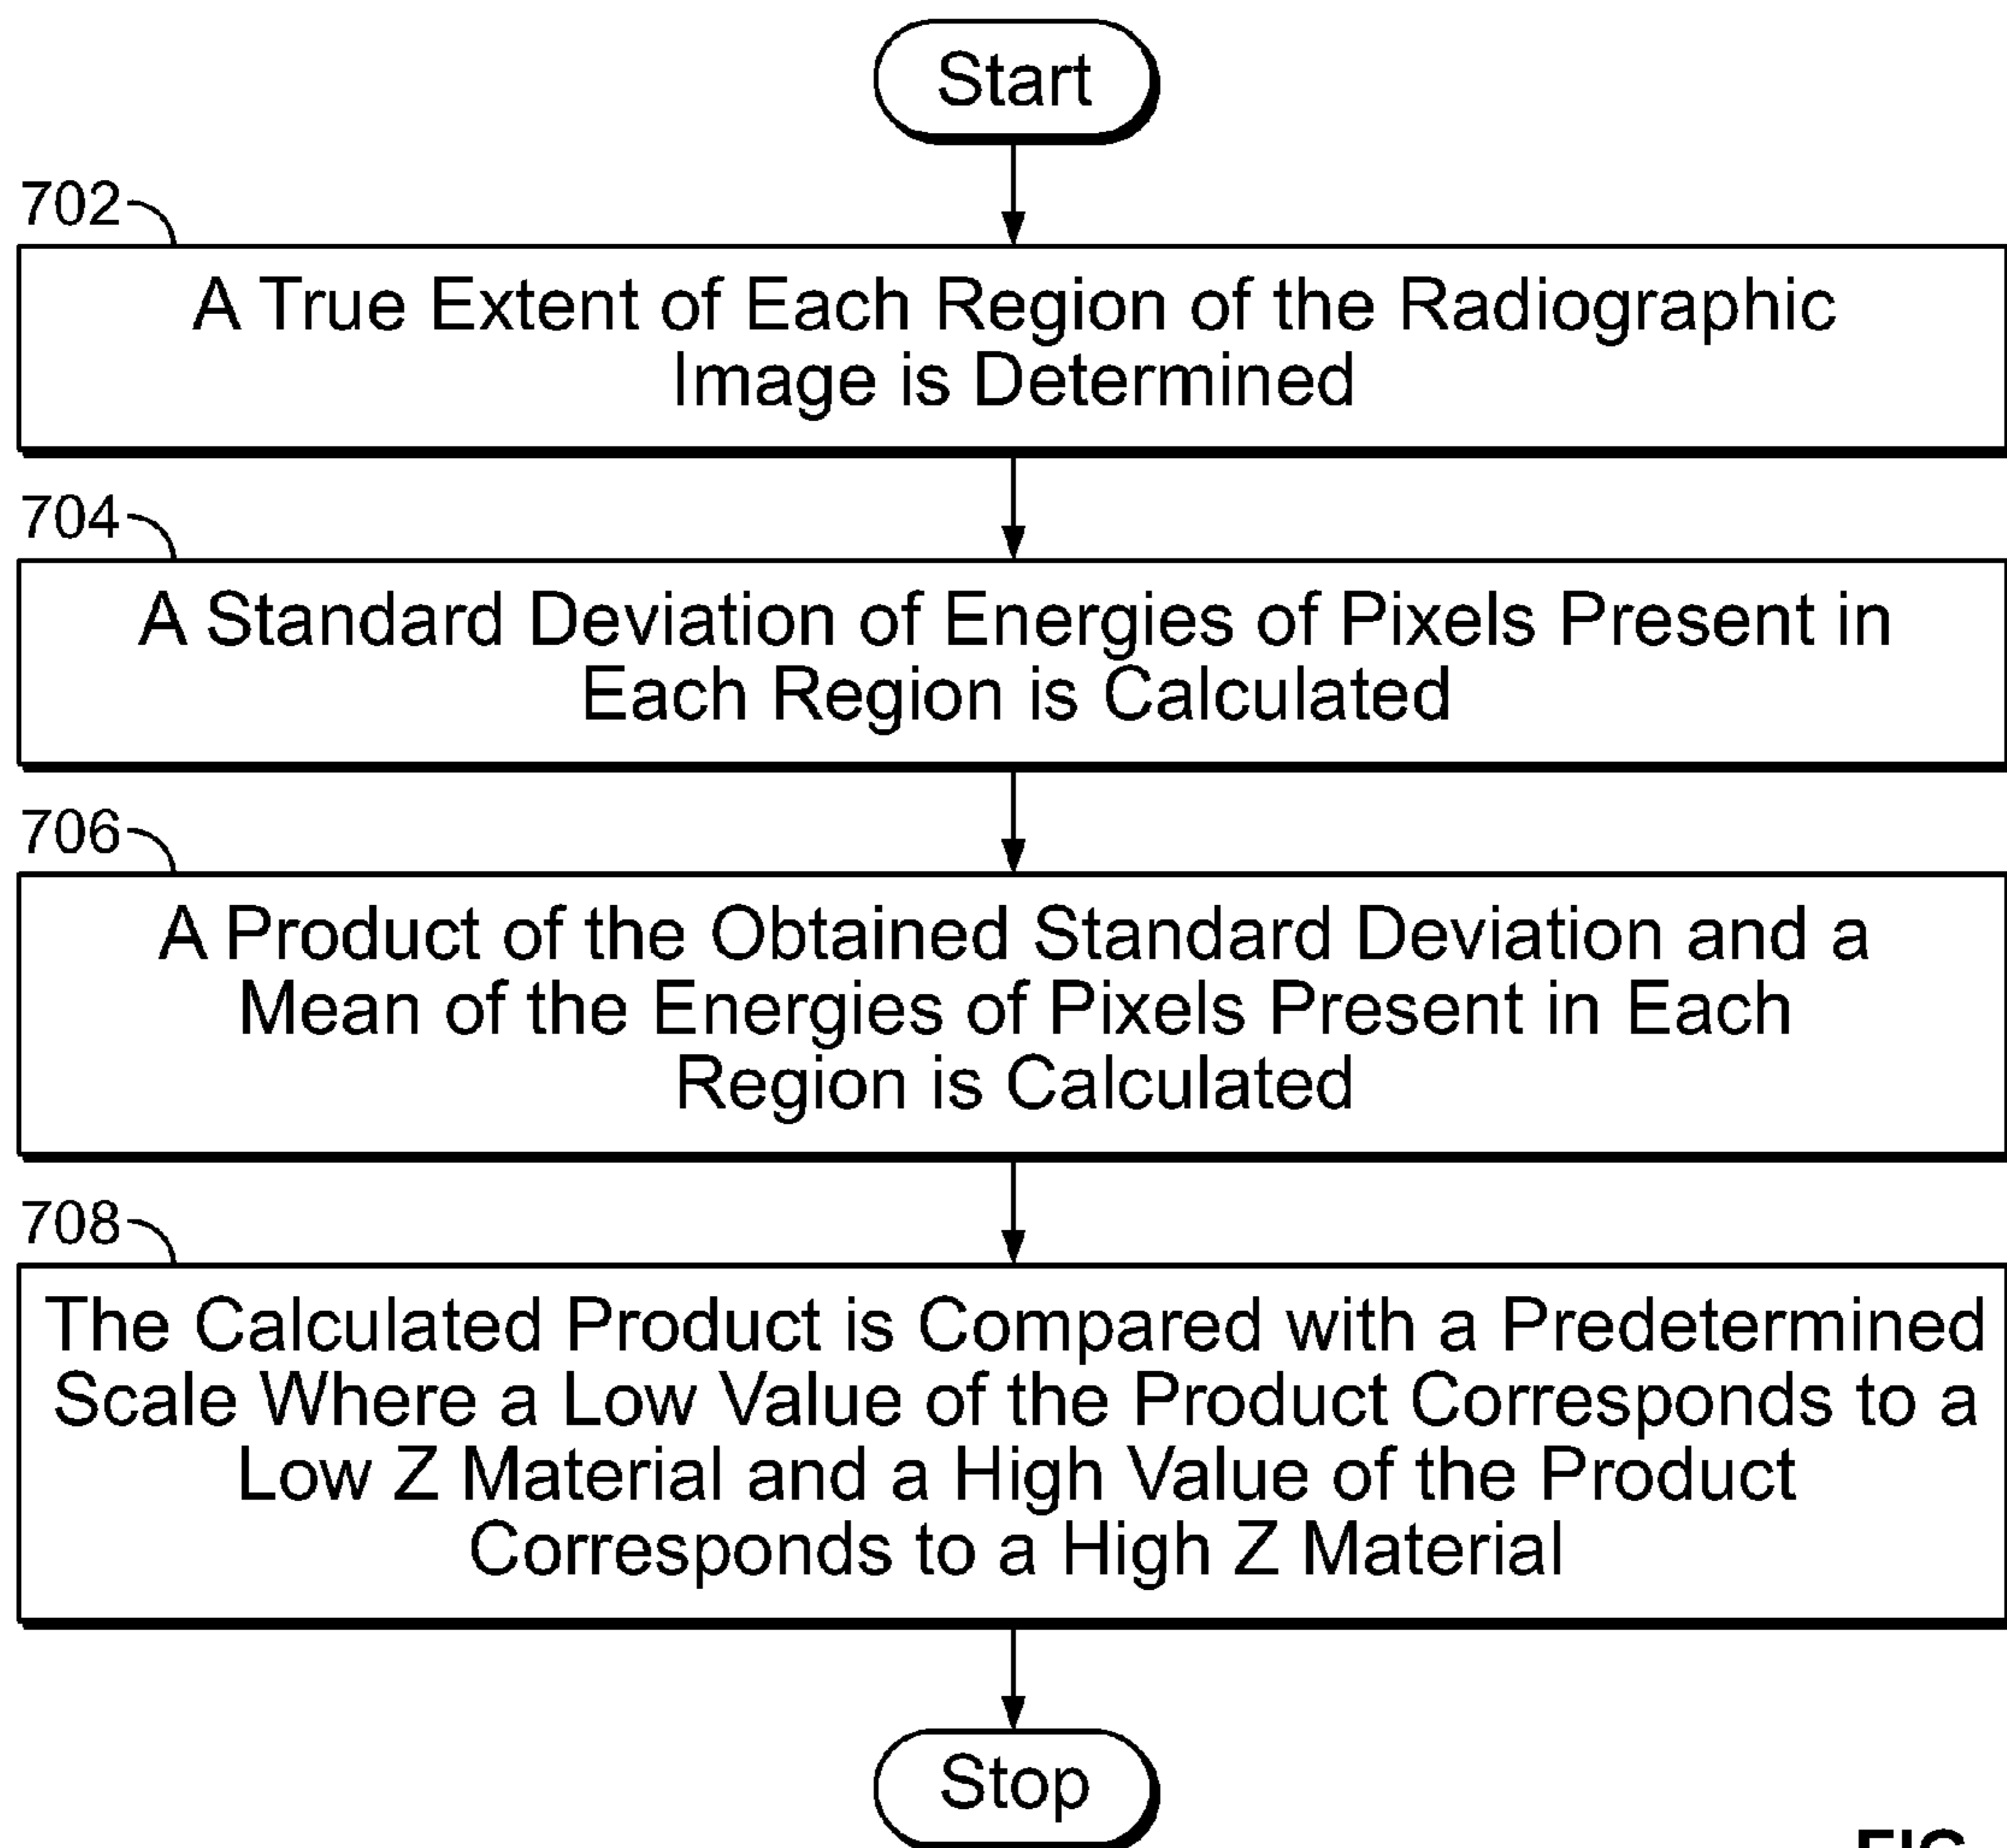 Start
702
A True Extent of Each Region of the Radiographic
Image is Determined
704
A Standard Deviation of Energies of Pixels Present in
Each Region is Calculated
706
A Product of the Obtained Standard Deviation and a
Mean of the Energies of Pixels Present in Each
Region is Calculated
708
The Calculated Product is Compared with a Predetermined
Scale Where a Low Value of the Product Corresponds to a
Low Z Material and a High Value of the Product
Corresponds to a High Z Material
Stop